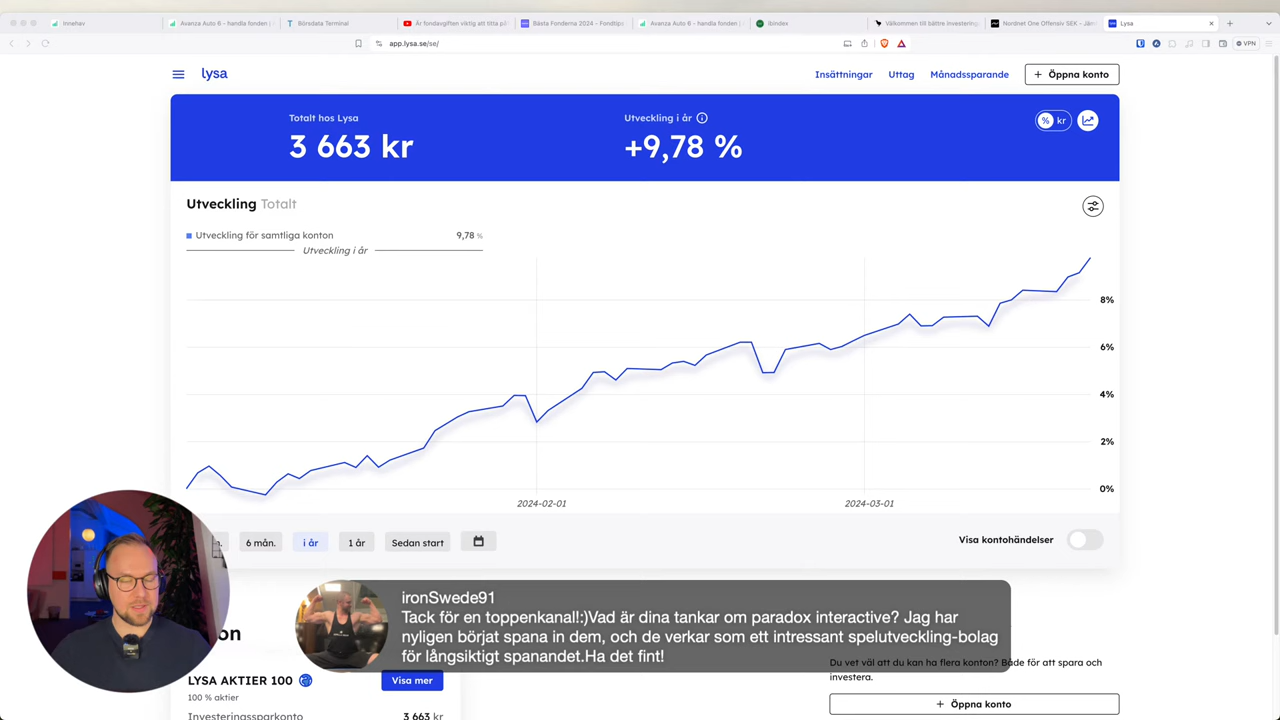 Innehav
Avanza Auto 6 - handla fonden i
Börsdata Terminal
Är fondavgiften viktig att titta på
Bästa Fonderna 2024 - Fondtips
Avanza Auto 6 - handla fonden i
Ibindex
Välkommen till bättre investering
Nordnet One Offensiv SEK - Jäm
Lysa
app.lysa.se/se/
VPN
lysa
Insättningar
Uttag
Månadssparande
+ Öppna konto
Totalt hos Lysa
Utveckling i år
% kr
3 663 kr
+9,78 %
Utveckling Totalt
Utveckling för samtliga konton 9,78 %
Utveckling i år
8%
6%
4%
2%
0%
2024-02-01
2024-03-01
6 mån.
i år
1 år
Sedan start
Visa kontohändelser
ironSwede91
Tack för en toppenkanal!:)Vad är dina tankar om paradox interactive? Jag har
nyligen börjat spana in dem, och de verkar som ett intressant spelutveckling-bolag
för långsiktigt spanandet.Ha det fint!
Du vet väl att du kan ha flera konton? Både för att spara och
investera.
LYSA AKTIER 100
Visa mer
100 % aktier
+ Öppna konto
Investeringssparkonto
3 663 kr